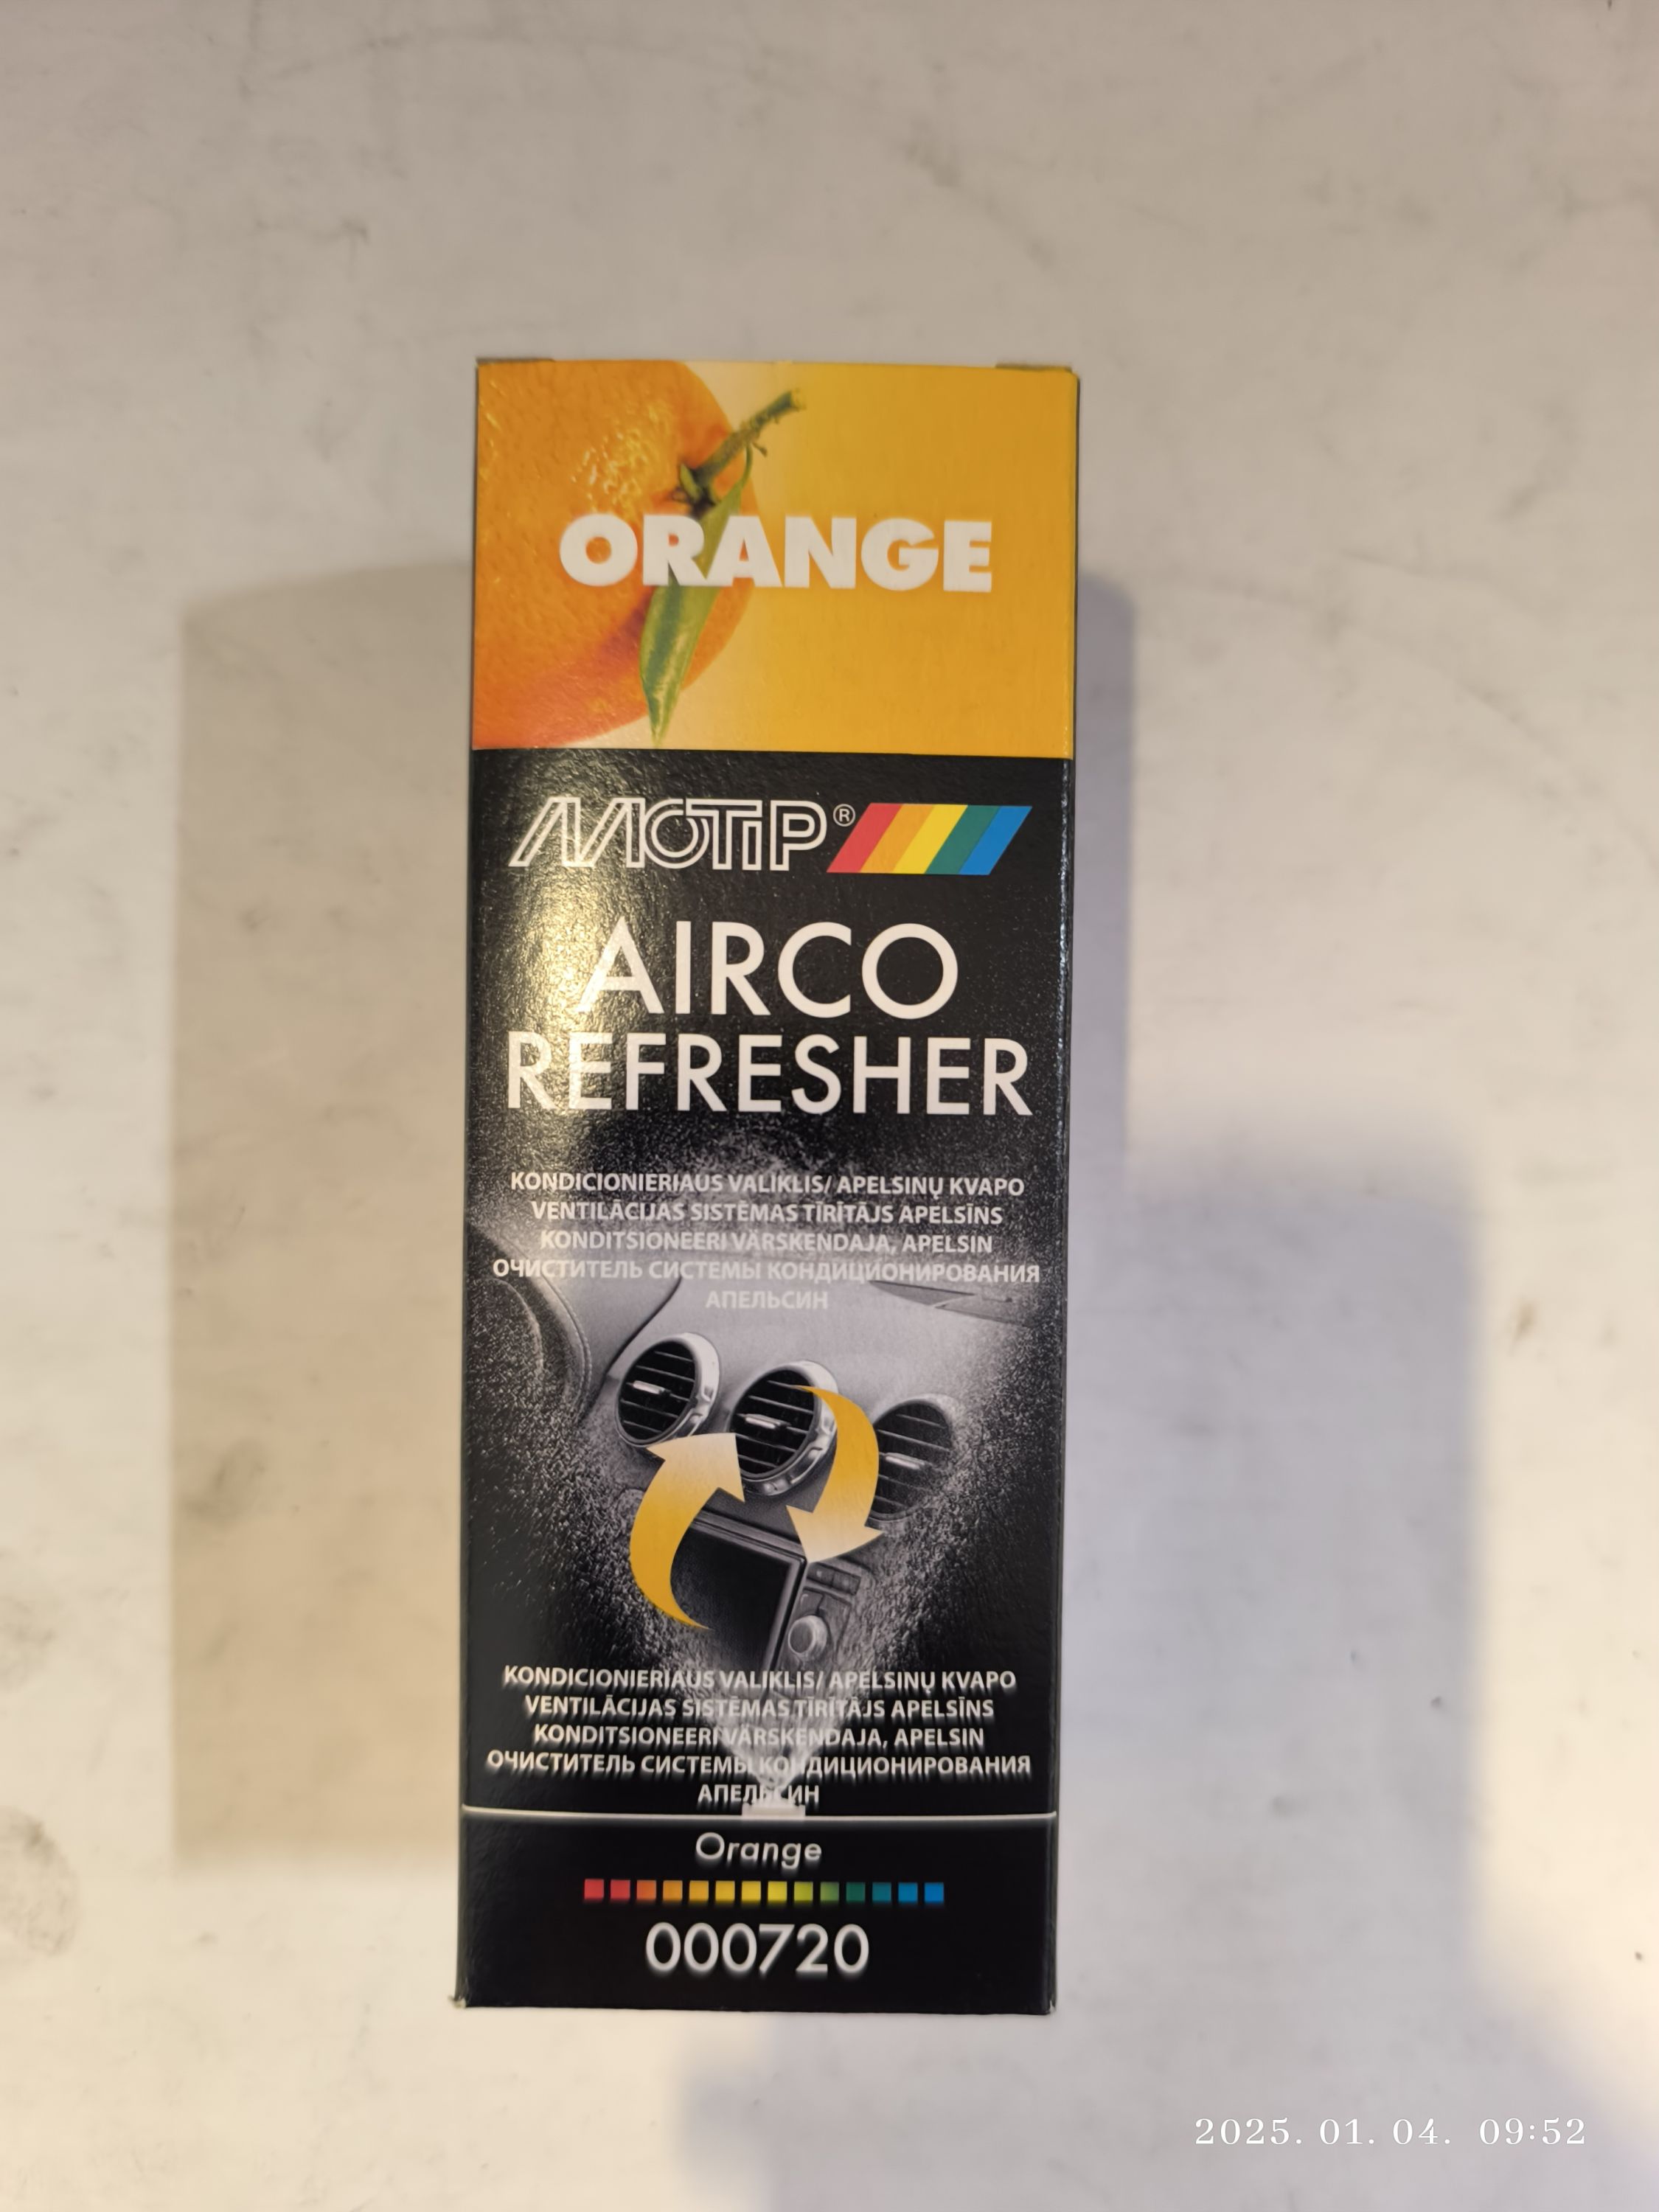 ORANGE
MOTIP®
AIRCO
REFRESHER
KONDICIONIERIAUS VALIKLIS/ APELSINŲ KVAPO
VENTILĀCIJAS SISTĒMAS TĪRĪTĀJS APELSĪNS
KONDITSIONEERI VÄRSKENDAJA, APELSIN
ОЧИСТИТЕЛЬ СИСТЕМЫ КОНДИЦИОНИРОВАНИЯ
АПЕЛЬСИН
KONDICIONIERIAUS VALIKLIS/ APELSINŲ KVAPO
VENTILĀCIJAS SISTĒMAS TĪRĪTĀJS APELSĪNS
KONDITSIONEERI VÄRSKENDAJA, APELSIN
ОЧИСТИТЕЛЬ СИСТЕМЫ КОНДИЦИОНИРОВАНИЯ
АПЕЛЬСИН
Orange
000720
2025.01.04. 09:52